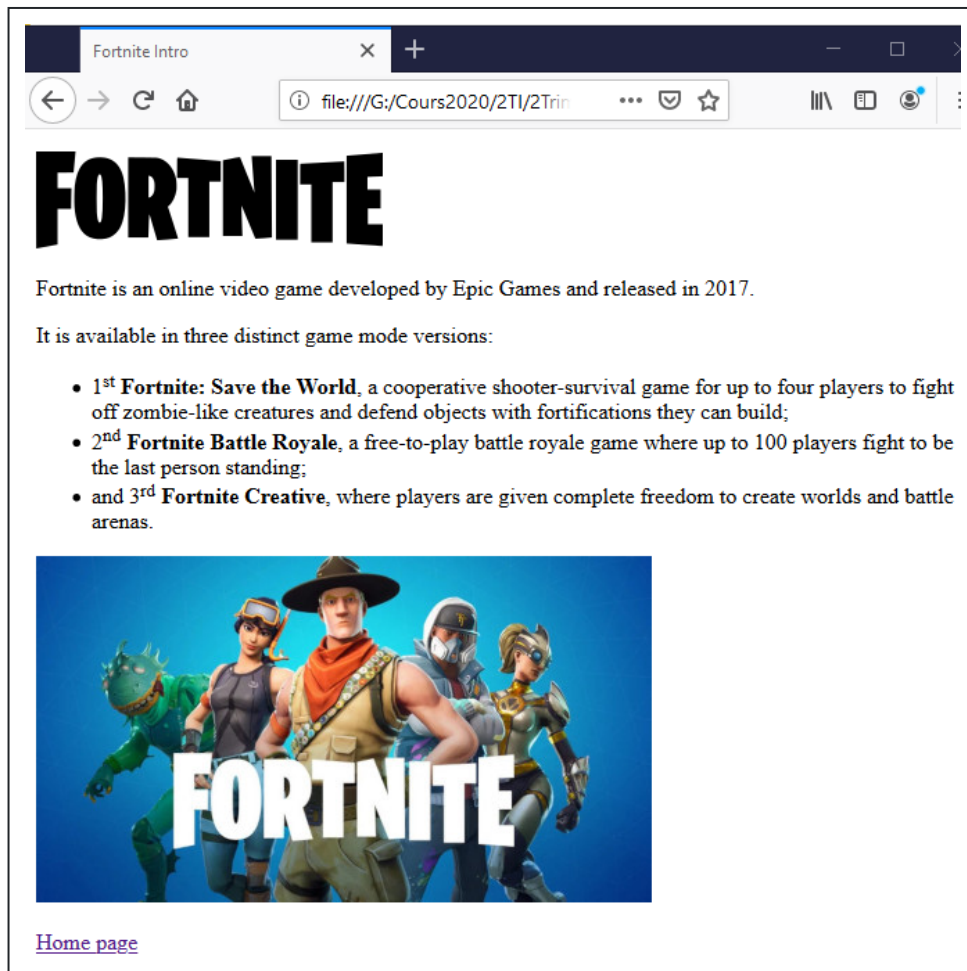 Fortnite Intro
file:///G:/Cours2020/2TI/2Trin
FORTNITE
Fortnite is an online video game developed by Epic Games and released in 2017.
It is available in three distinct game mode versions:
• 1st Fortnite: Save the World, a cooperative shooter-survival game for up to four players to fight
off zombie-like creatures and defend objects with fortifications they can build;
• 2nd Fortnite Battle Royale, a free-to-play battle royale game where up to 100 players fight to be
the last person standing;
• and 3rd Fortnite Creative, where players are given complete freedom to create worlds and battle
arenas.
FORTNITE
Home page